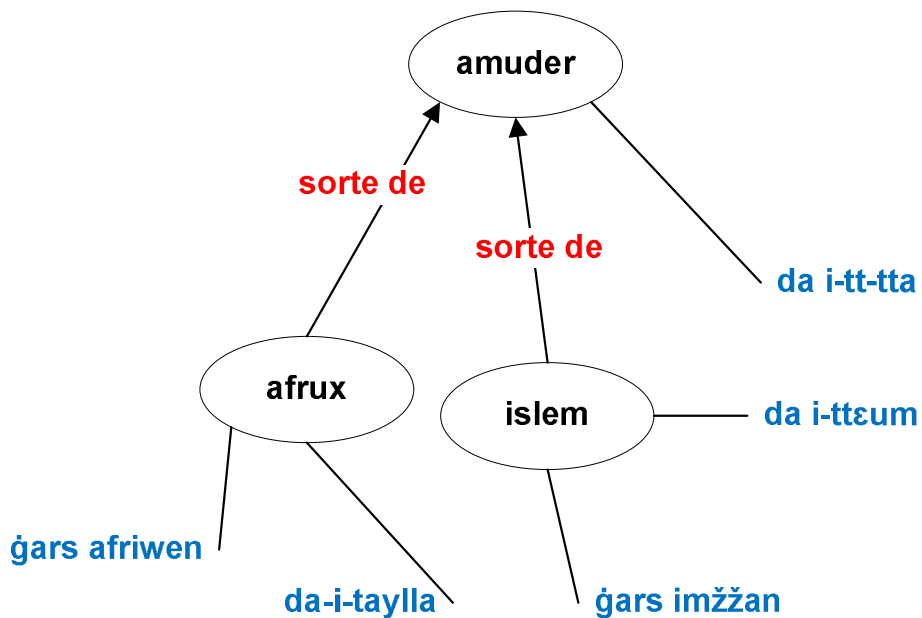 amuder
sorte de
sorte de
da i-tt-tta
afrux
islem
da i-ttɛum
ġars afriwen
da-i-taylla
ġars imžžan